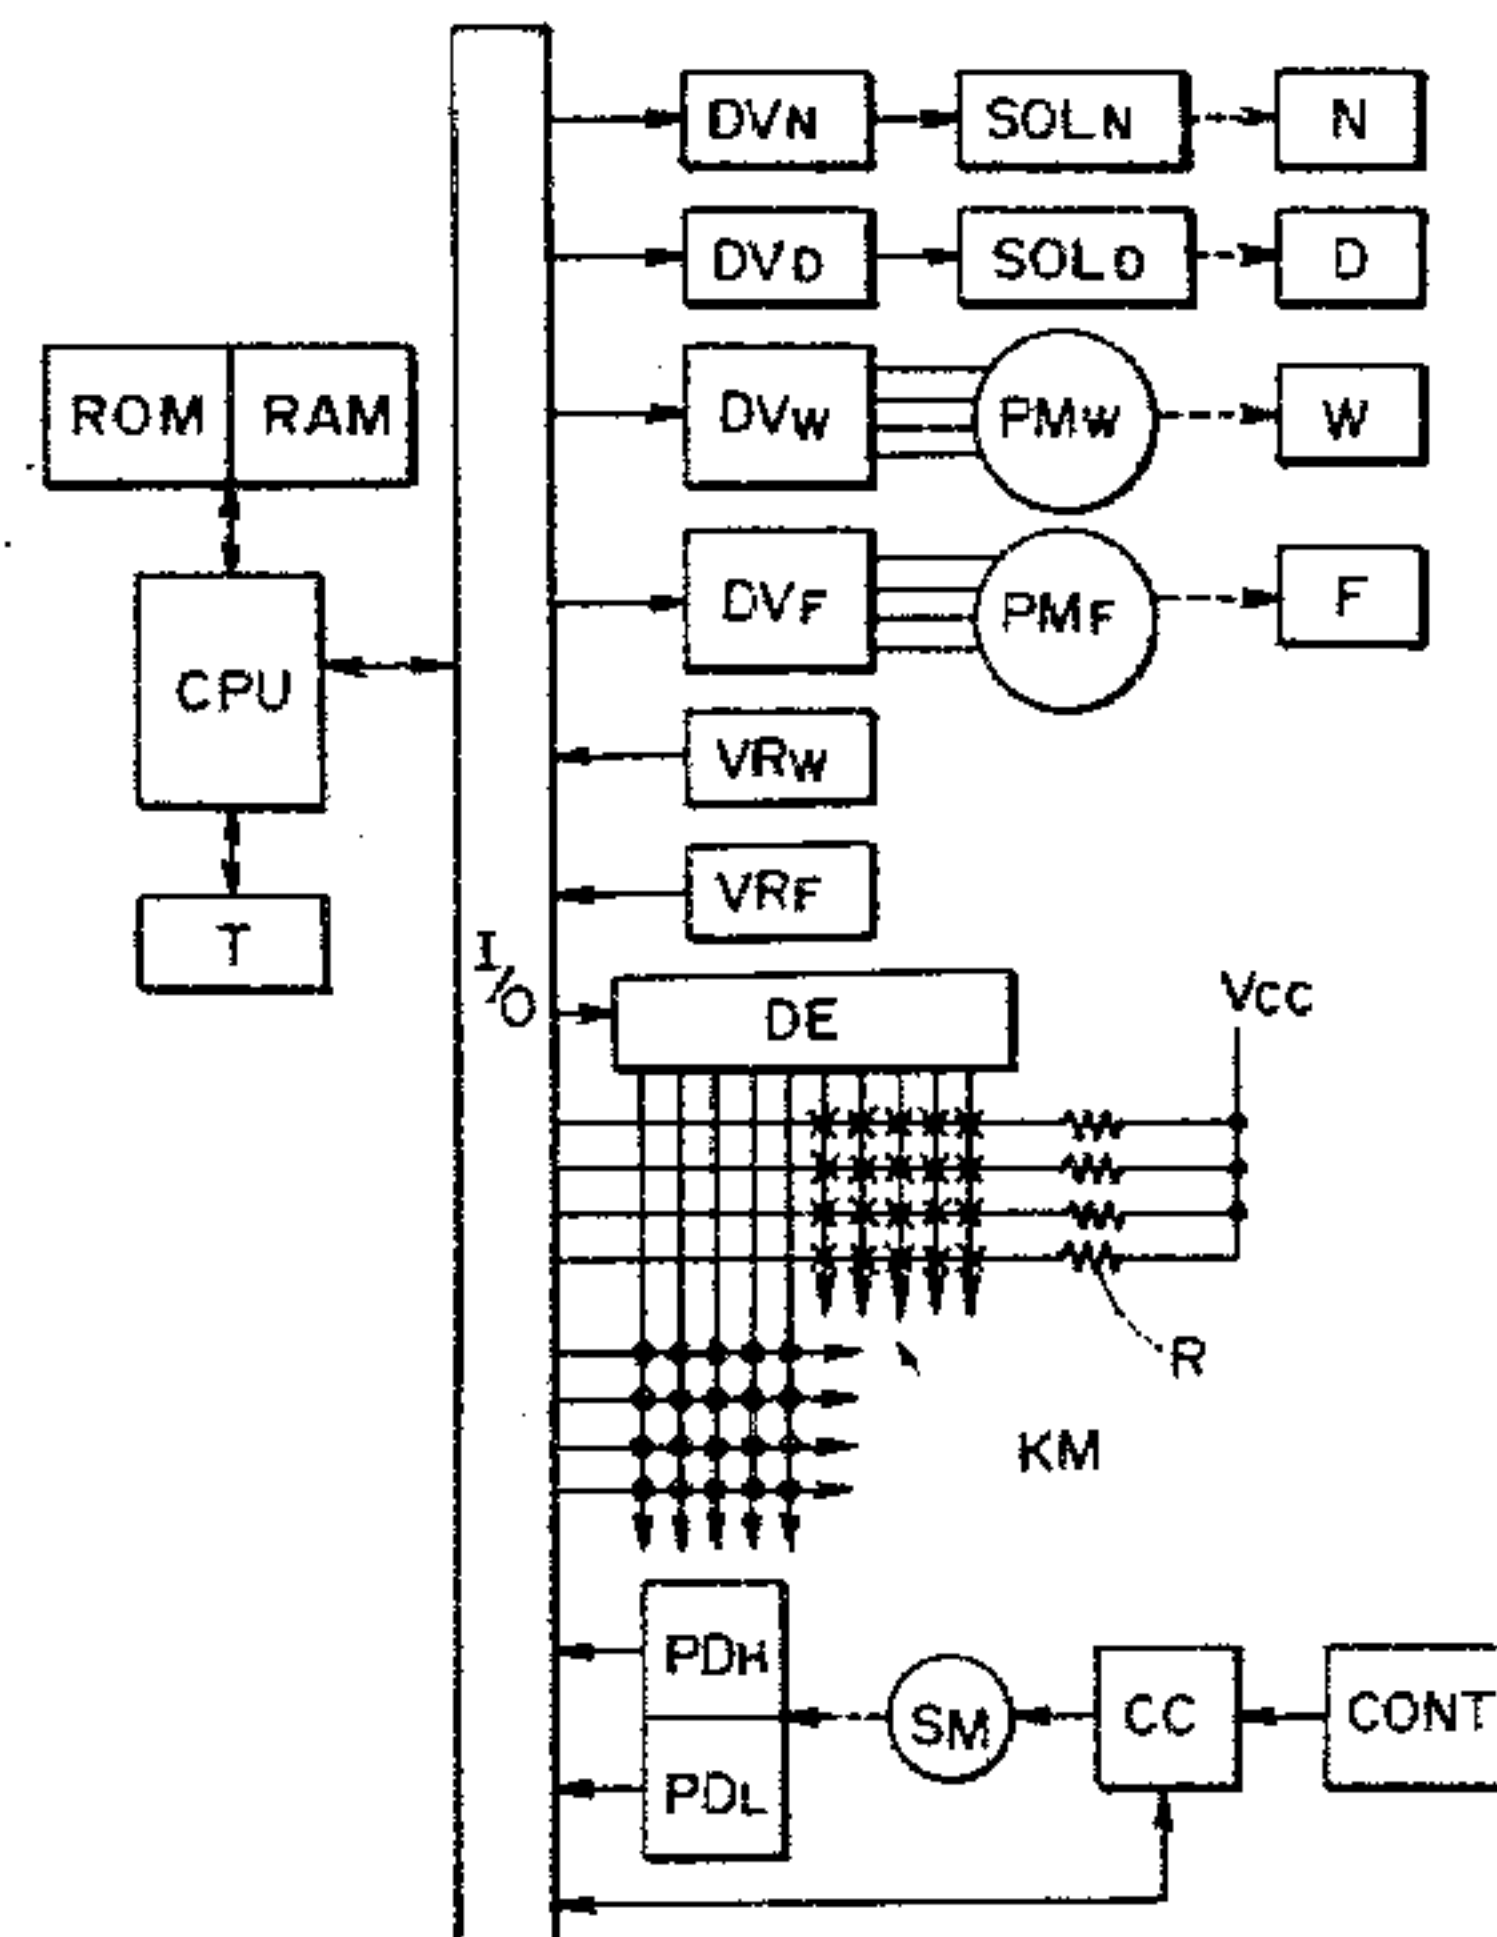 DVN SOLN N
DVD SOLD D
ROM RAM
DVW PMW W
DVF PMF F
CPU
VRW
VRF
T
I/O
DE
VCC
R
KM
PDH
SM CC CONT
PDL